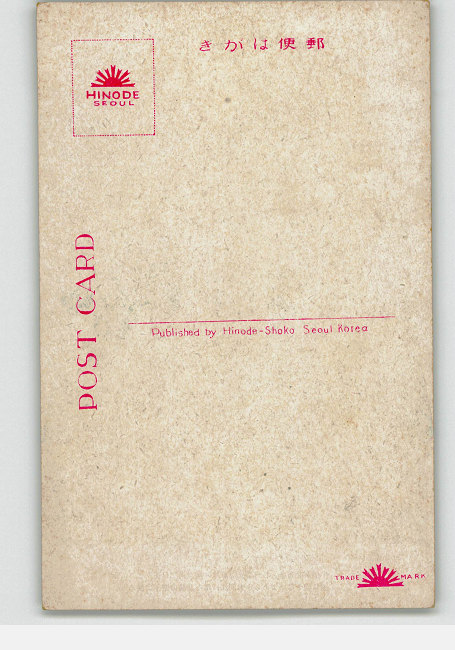 郵便はがき
HINODE
SEOUL
POST CARD
Published by Hinode-Shoko Seoul Korea
TRADE MARK